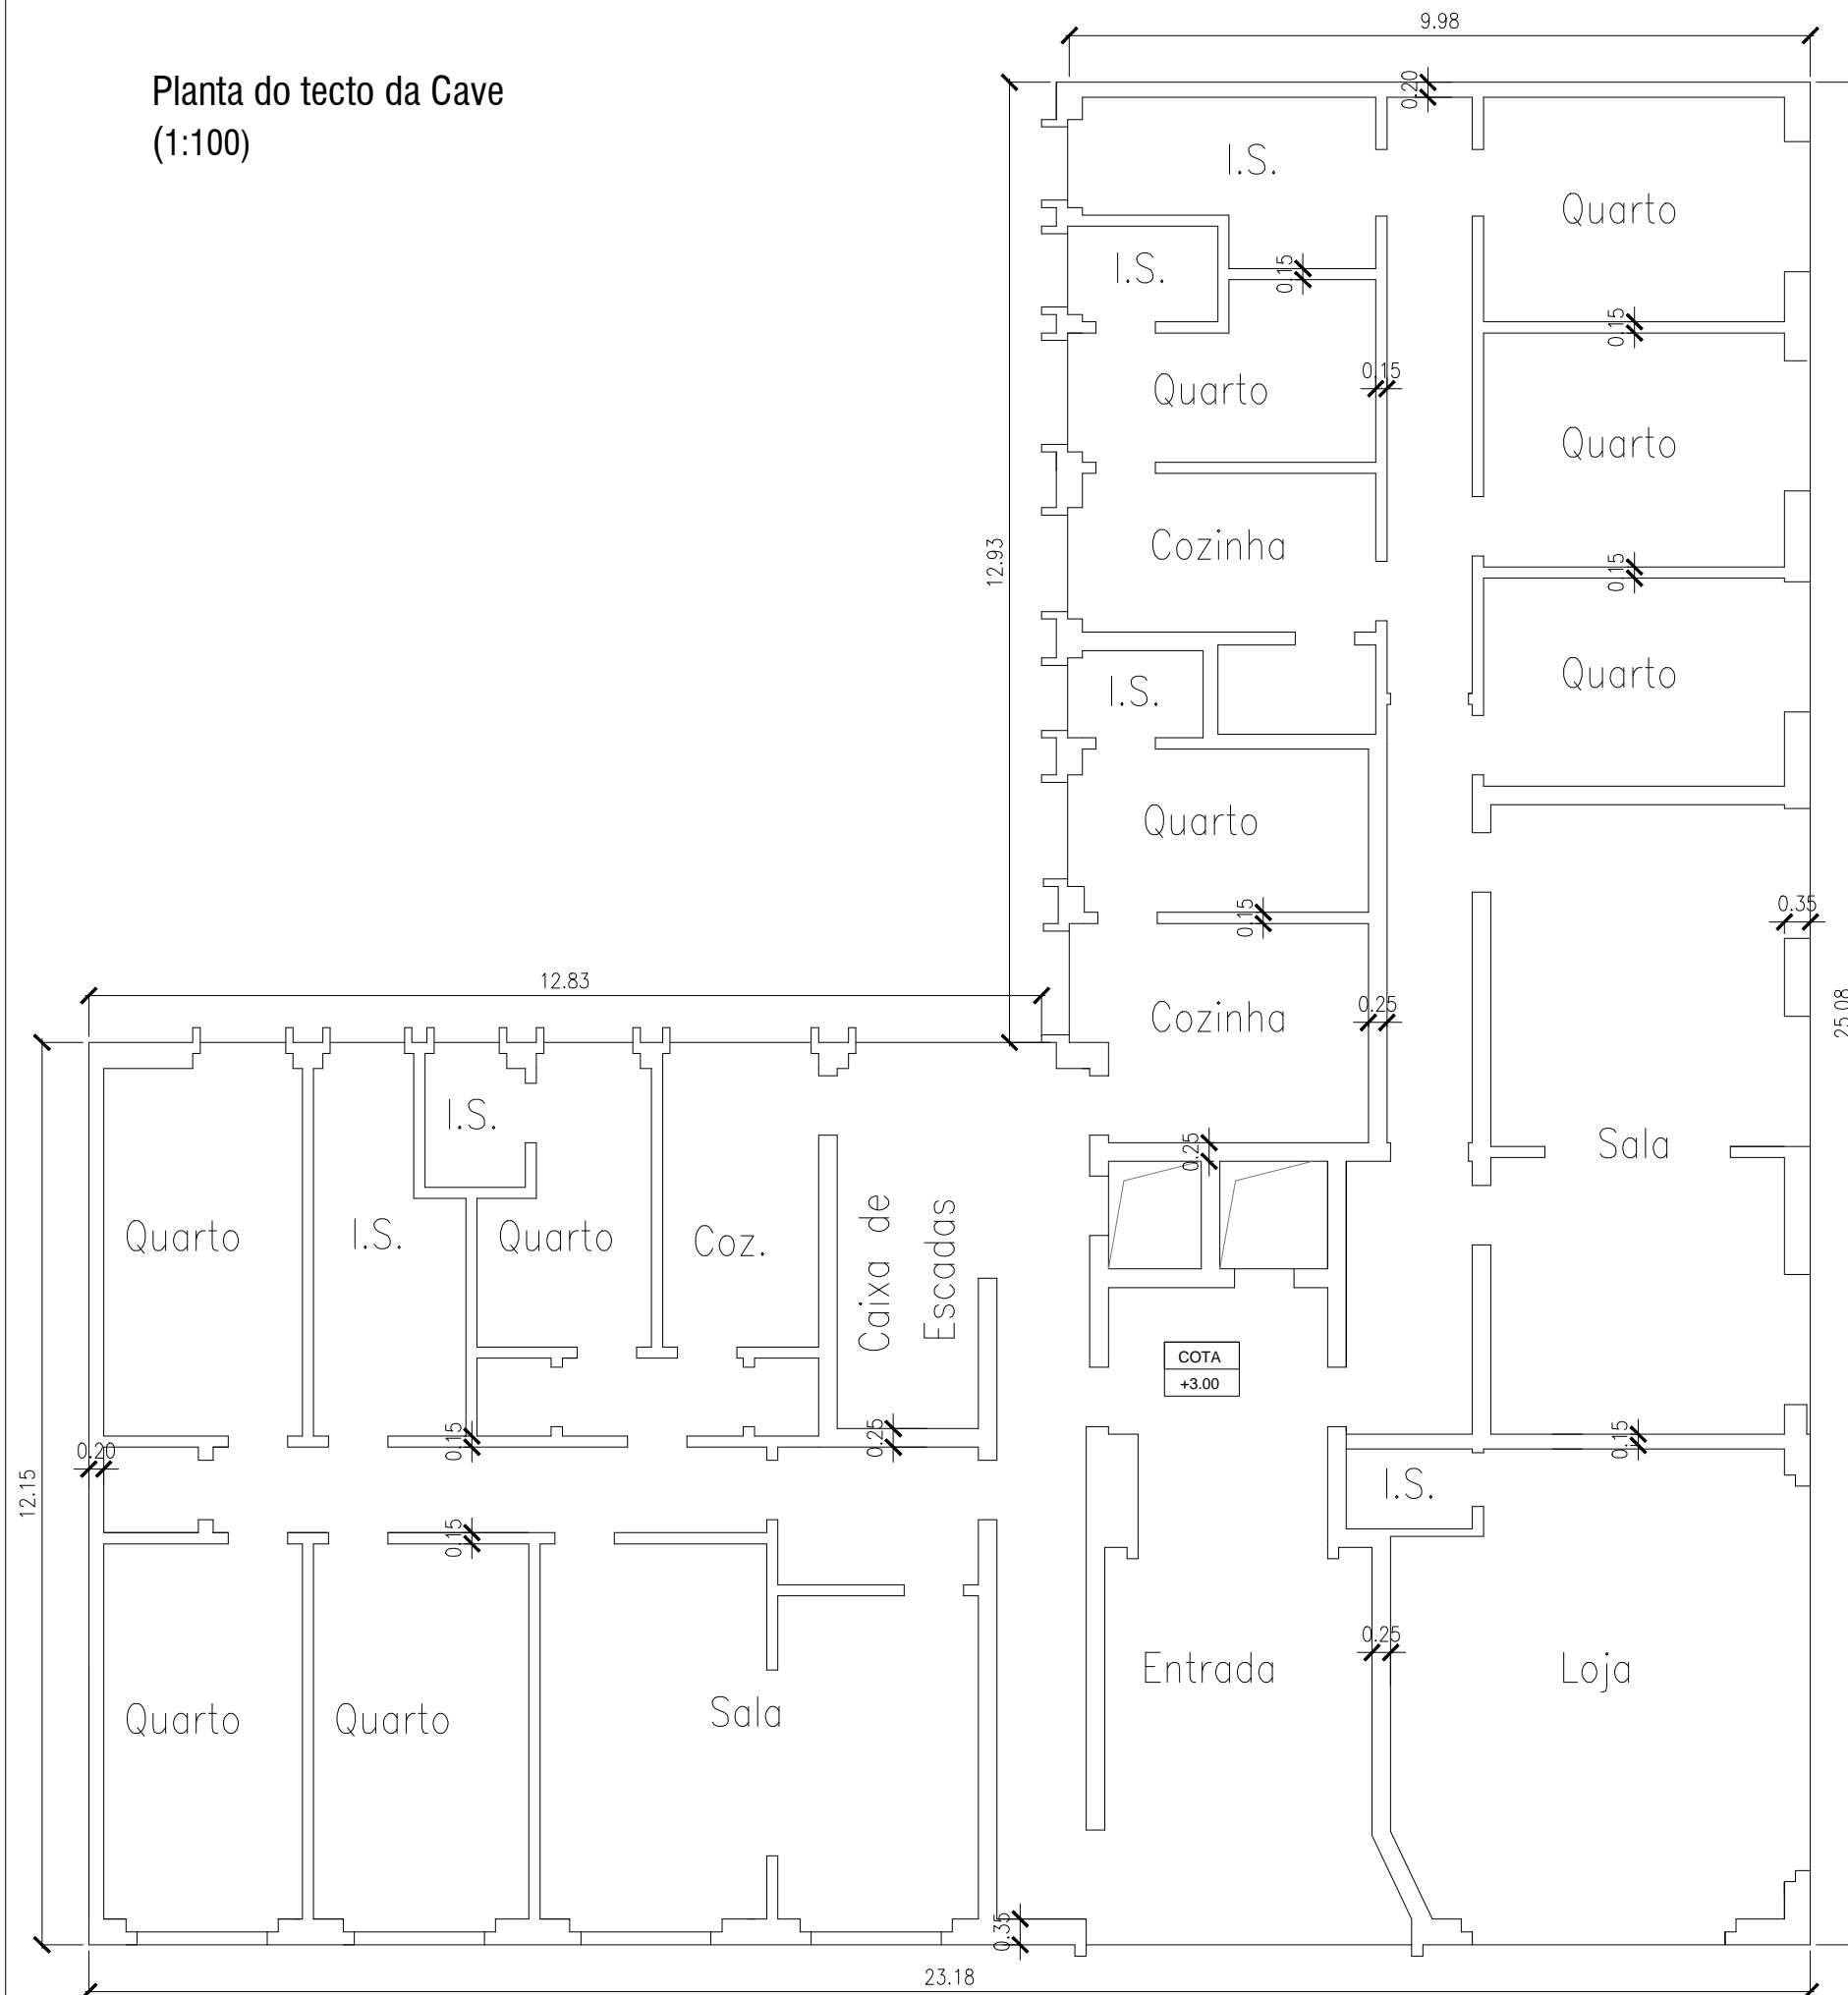 9.98
Planta do tecto da Cave
(1:100)
0.20
I.S.
Quarto
I.S.
0.15
0.15
Quarto
0.15
Quarto
12.93
Cozinha
0.15
I.S.
Quarto
Quarto
0.15
0.35
12.83
Cozinha
0.25
25.08
I.S.
0.25
Sala
Quarto
I.S.
Quarto
Coz.
Caixa de
Escadas
COTA
+3.00
0.20
0.15
0.25
0.15
I.S.
12.15
0.15
0.25
Entrada
Loja
Quarto
Quarto
Sala
0.35
23.18